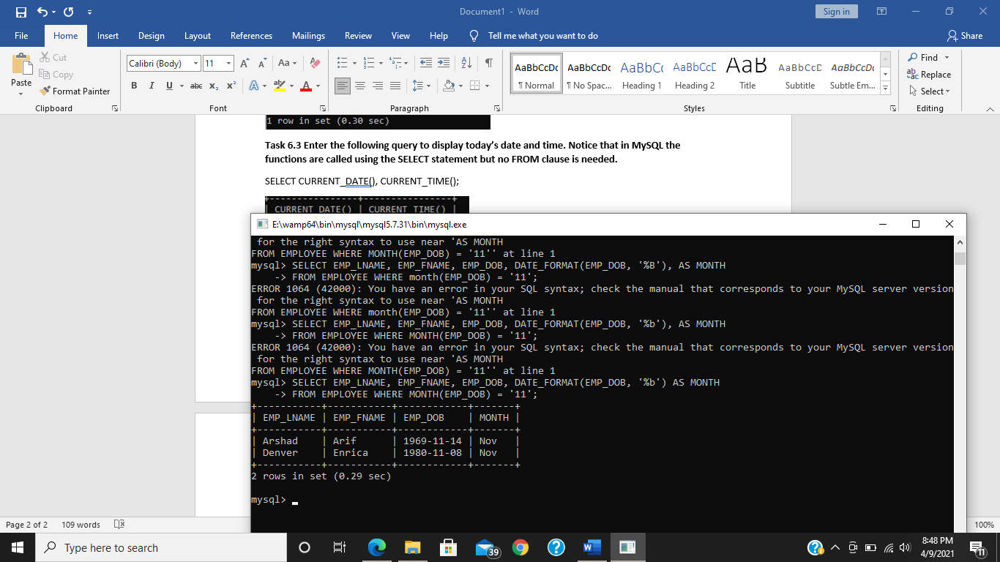 Document1 - Word
Sign in
File Home Insert Design Layout References Mailings Review View Help Tell me what you want to do Share
Paste
Cut
Copy
Format Painter
Clipboard
Calibri (Body) 11
Font
Paragraph
AaBbCcDc AaBbCcDc AaBbCc AaBbCcC AaB AaBbCcD AaBbCcDc
¶ Normal ¶ No Spac... Heading 1 Heading 2 Title Subtitle Subtle Em...
Styles
Find
Replace
Select
Editing
1 row in set (0.30 sec)
Task 6.3 Enter the following query to display today’s date and time. Notice that in MySQL the
functions are called using the SELECT statement but no FROM clause is needed.
SELECT CURRENT_DATE(), CURRENT_TIME();
+----------------+----------------+
| CURRENT_DATE() | CURRENT_TIME() |
E:\wamp64\bin\mysql\mysql5.7.31\bin\mysql.exe
for the right syntax to use near 'AS MONTH
FROM EMPLOYEE WHERE MONTH(EMP_DOB) = '11'' at line 1
mysql> SELECT EMP_LNAME, EMP_FNAME, EMP_DOB, DATE_FORMAT(EMP_DOB, '%B'), AS MONTH
    -> FROM EMPLOYEE WHERE month(EMP_DOB) = '11';
ERROR 1064 (42000): You have an error in your SQL syntax; check the manual that corresponds to your MySQL server version
for the right syntax to use near 'AS MONTH
FROM EMPLOYEE WHERE month(EMP_DOB) = '11'' at line 1
mysql> SELECT EMP_LNAME, EMP_FNAME, EMP_DOB, DATE_FORMAT(EMP_DOB, '%b'), AS MONTH
    -> FROM EMPLOYEE WHERE MONTH(EMP_DOB) = '11';
ERROR 1064 (42000): You have an error in your SQL syntax; check the manual that corresponds to your MySQL server version
for the right syntax to use near 'AS MONTH
FROM EMPLOYEE WHERE MONTH(EMP_DOB) = '11'' at line 1
mysql> SELECT EMP_LNAME, EMP_FNAME, EMP_DOB, DATE_FORMAT(EMP_DOB, '%b') AS MONTH
    -> FROM EMPLOYEE WHERE MONTH(EMP_DOB) = '11';
+-----------+-----------+------------+-------+
| EMP_LNAME | EMP_FNAME | EMP_DOB    | MONTH |
+-----------+-----------+------------+-------+
| Arshad    | Arif      | 1969-11-14 | Nov   |
| Denver    | Enrica    | 1980-11-08 | Nov   |
+-----------+-----------+------------+-------+
2 rows in set (0.29 sec)
mysql>
Page 2 of 2 109 words 100%
Type here to search
39
8:48 PM
4/9/2021
11